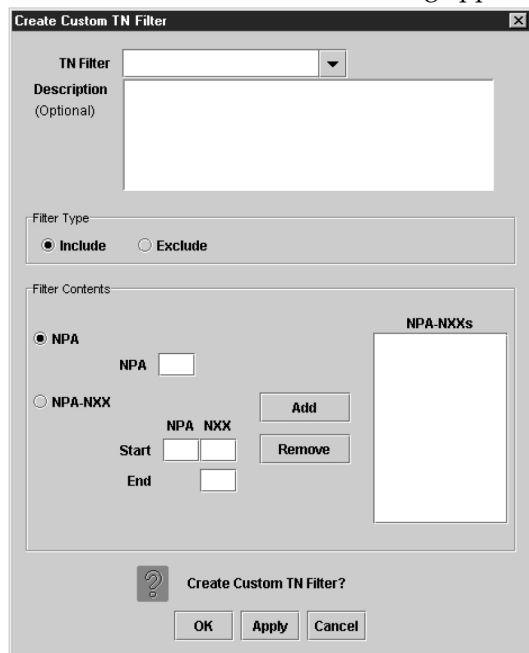 Create Custom TN Filter
TN Filter
Description
(Optional)
Filter Type
Include Exclude
Filter Contents
NPA-NXXs
NPA
NPA
NPA-NXX
Add
NPA NXX
Start
Remove
End
Create Custom TN Filter?
OK Apply Cancel